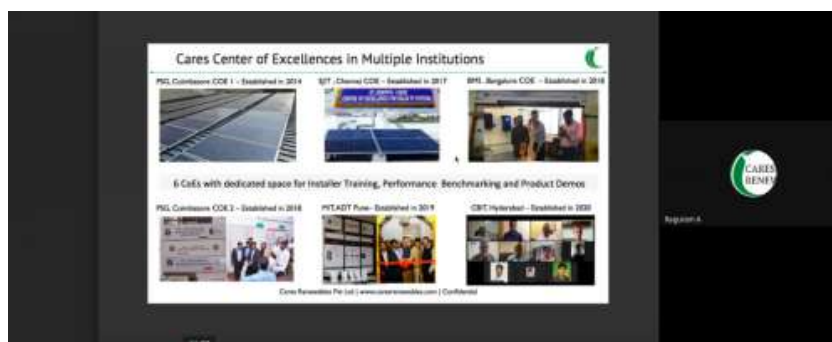 Cares Center of Excellences in Multiple Institutions
PSG, Coimbatore COE 1 - Established in 2014
SJIT, Chennai COE - Established in 2017
BMS, Bangalore COE - Established in 2018
6 CoEs with dedicated space for Installer Training, Performance Benchmarking and Product Demos
PSG, Coimbatore COE 2 - Established in 2018
MIT,ADT Pune- Established in 2019
CBIT, Hyderabad - Established in 2020
Cares Renewables Pvt Ltd | www.caresrenewables.com | Confidential
CARES
RENEW
Raguram A